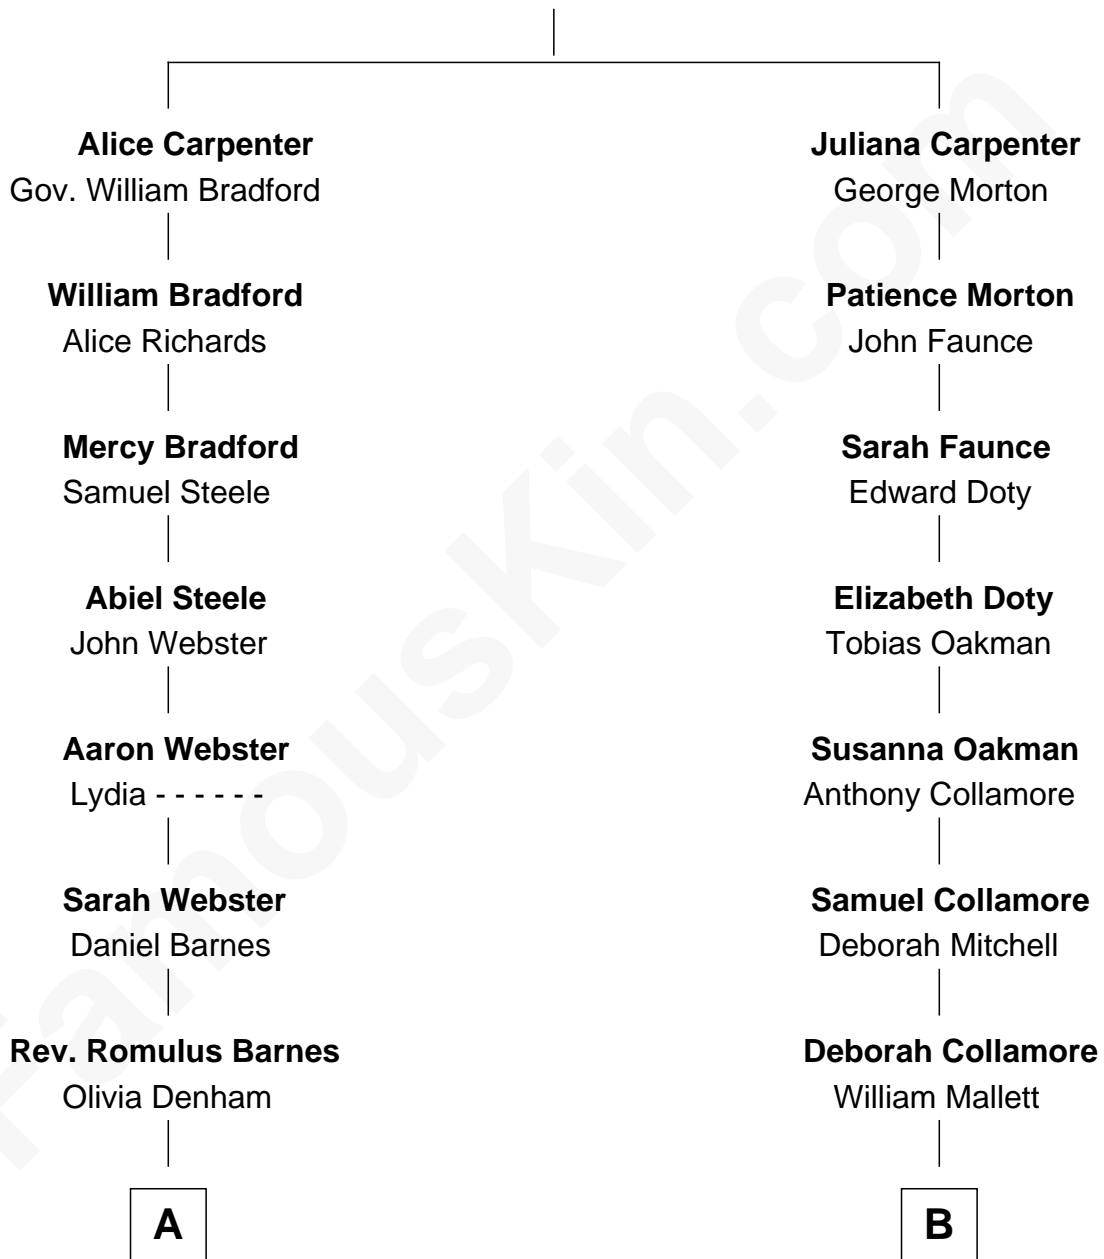 Alice Carpenter
Gov. William Bradford
William Bradford
Alice Richards
Mercy Bradford
Samuel Steele
Abiel Steele
John Webster
Aaron Webster
Lydia - - - - - -
Sarah Webster
Daniel Barnes
Rev. Romulus Barnes
Olivia Denham
A
Juliana Carpenter
George Morton
Patience Morton
John Faunce
Sarah Faunce
Edward Doty
Elizabeth Doty
Tobias Oakman
Susanna Oakman
Anthony Collamore
Samuel Collamore
Deborah Mitchell
Deborah Collamore
William Mallett
B
FamousKin.com